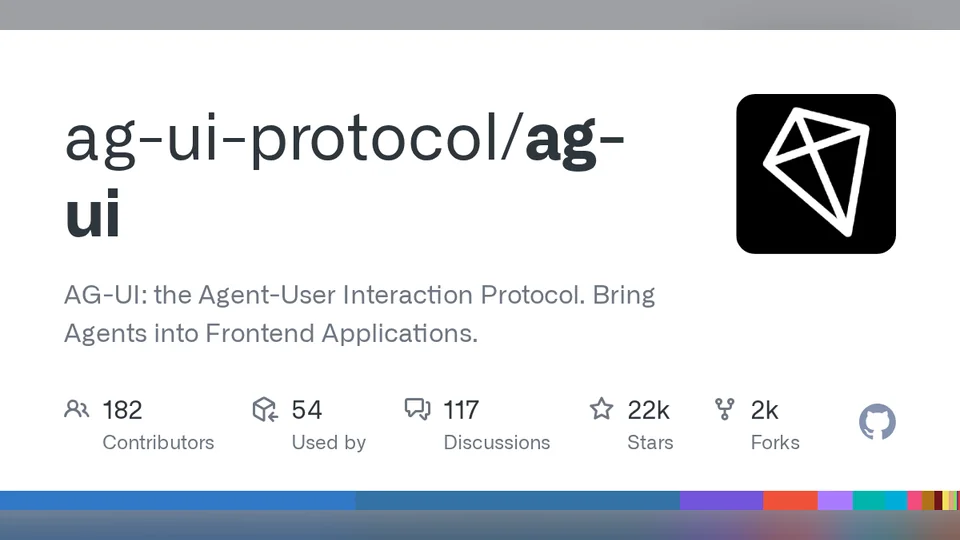 ag-ui-protocol/ag-
ui
AG-UI: the Agent-User Interaction Protocol. Bring
Agents into Frontend Applications.
182 54 117 22k 2k
Contributors Used by Discussions Stars Forks